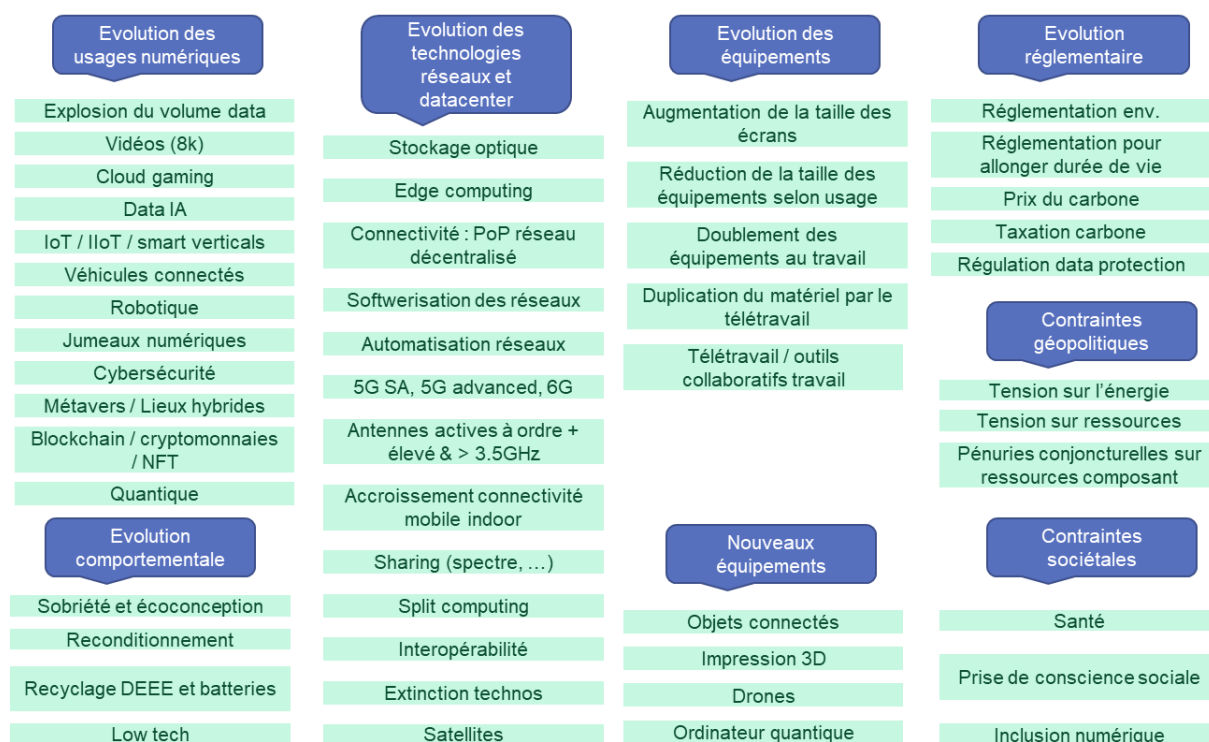 Evolution des
usages numériques
Explosion du volume data
Vidéos (8k)
Cloud gaming
Data IA
IoT / IIoT / smart verticals
Véhicules connectés
Robotique
Jumeaux numériques
Cybersécurité
Métavers / Lieux hybrides
Blockchain / cryptomonnaies
/ NFT
Quantique
Evolution
comportementale
Sobriété et écoconception
Reconditionnement
Recyclage DEEE et batteries
Low tech
Evolution des
technologies
réseaux et
datacenter
Stockage optique
Edge computing
Connectivité : PoP réseau
décentralisé
Softwerisation des réseaux
Automatisation réseaux
5G SA, 5G advanced, 6G
Antennes actives à ordre +
élevé & > 3.5GHz
Accroissement connectivité
mobile indoor
Sharing (spectre, …)
Split computing
Interopérabilité
Extinction technos
Satellites
Evolution des
équipements
Augmentation de la taille des
écrans
Réduction de la taille des
équipements selon usage
Doublement des
équipements au travail
Duplication du matériel par le
télétravail
Télétravail / outils
collaboratifs travail
Nouveaux
équipements
Objets connectés
Impression 3D
Drones
Ordinateur quantique
Evolution
réglementaire
Réglementation env.
Réglementation pour
allonger durée de vie
Prix du carbone
Taxation carbone
Régulation data protection
Contraintes
géopolitiques
Tension sur l’énergie
Tension sur ressources
Pénuries conjoncturelles sur
ressources composant
Contraintes
sociétales
Santé
Prise de conscience sociale
Inclusion numérique